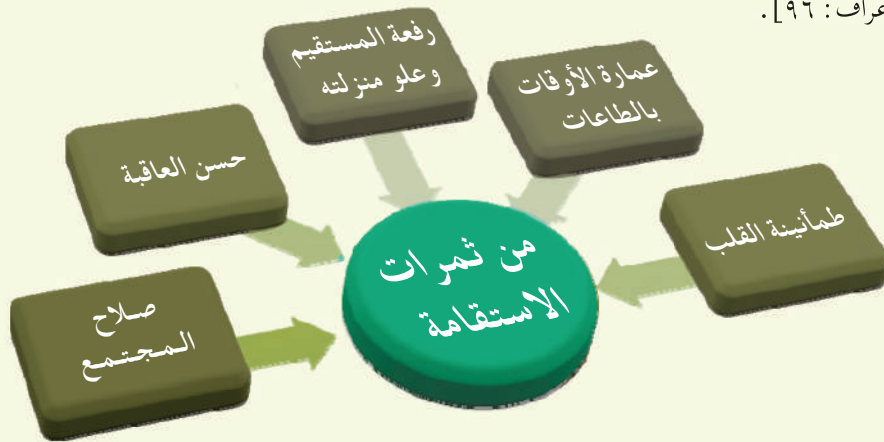 عراف: ٩٦].
من ثمرات
الاستقامة
طمأنينة القلب
عمارة الأوقات
بالطاعات
رفعة المستقيم
وعلو منزلته
حسن العاقبة
صلاح
المجتمع